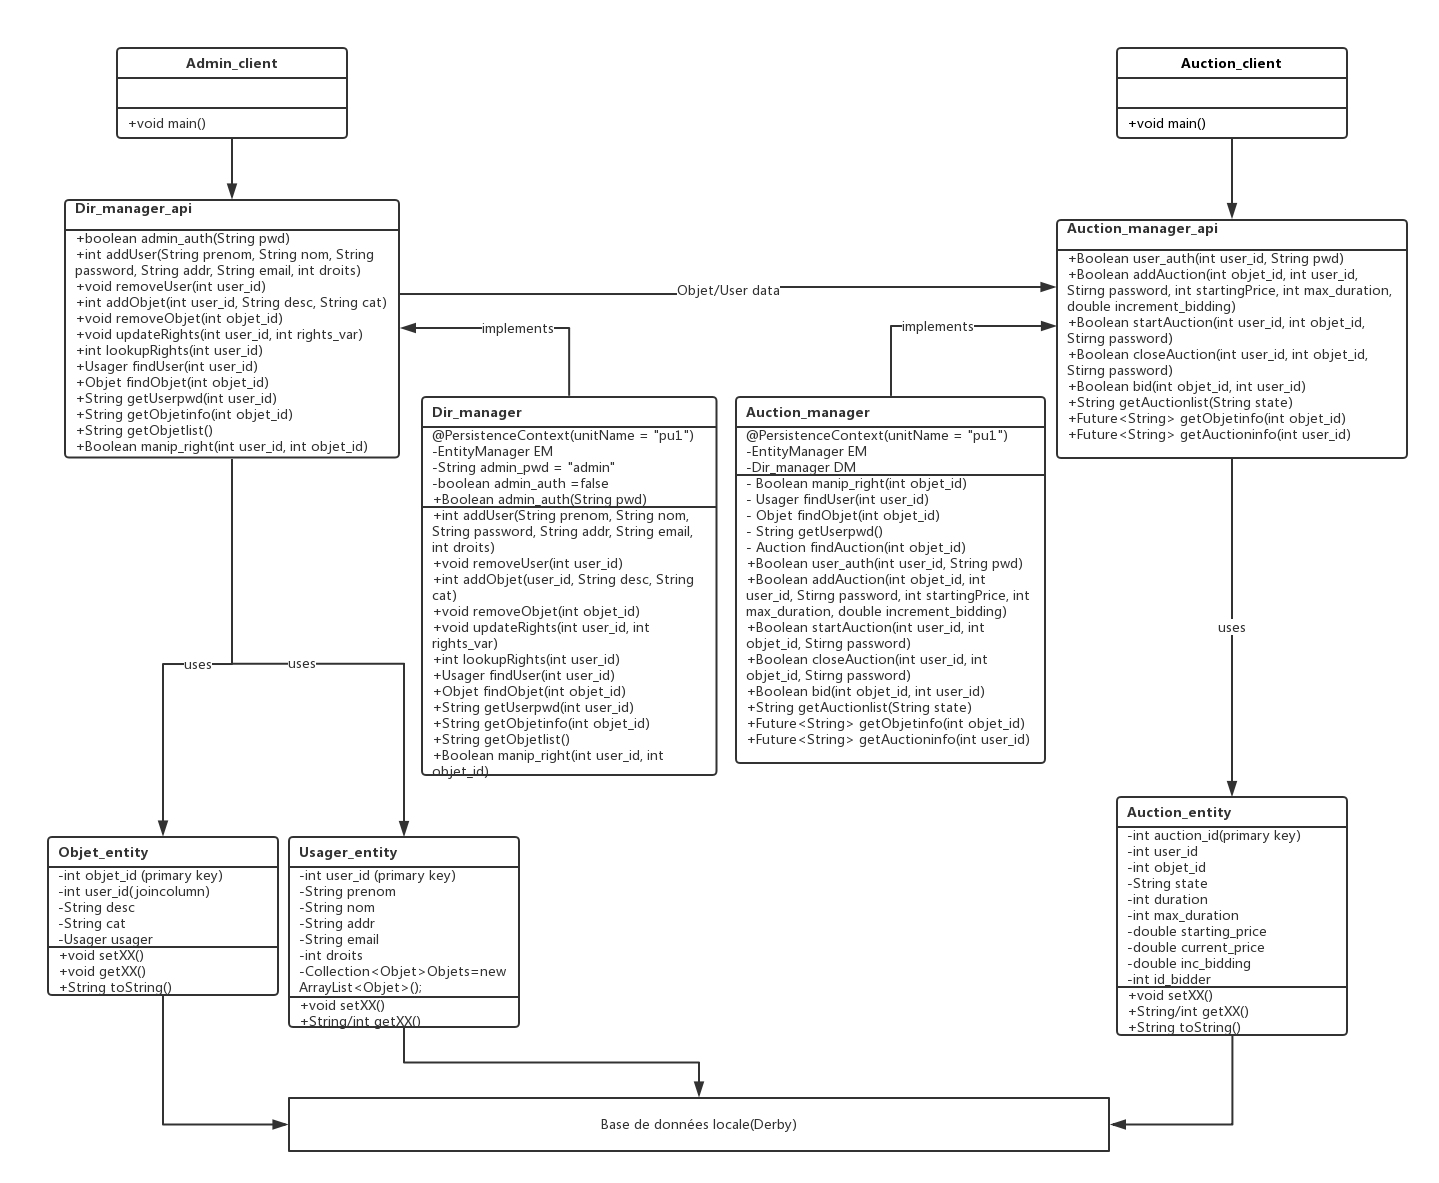 Admin_client
+void main()
Auction_client
+void main()
Dir_manager_api
+boolean admin_auth(String pwd)
+int addUser(String prenom, String nom, String
password, String addr, String email, int droits)
+void removeUser(int user_id)
+int addObjet(int user_id, String desc, String cat)
+void removeObjet(int objet_id)
+void updateRights(int user_id, int rights_var)
+int lookupRights(int user_id)
+Usager findUser(int user_id)
+Objet findObjet(int objet_id)
+String getUserpwd(int user_id)
+String getObjetinfo(int objet_id)
+String getObjetlist()
+Boolean manip_right(int user_id, int objet_id)
Objet/User data
implements
implements
Auction_manager_api
+Boolean user_auth(int user_id, String pwd)
+Boolean addAuction(int objet_id, int user_id,
Stirng password, int startingPrice, int max_duration,
double increment_bidding)
+Boolean startAuction(int user_id, int objet_id,
Stirng password)
+Boolean closeAuction(int user_id, int objet_id,
Stirng password)
+Boolean bid(int objet_id, int user_id)
+String getAuctionlist(String state)
+Future<String> getObjetinfo(int objet_id)
+Future<String> getAuctioninfo(int user_id)
Dir_manager
@PersistenceContext(unitName = "pu1")
-EntityManager EM
-String admin_pwd = "admin"
-boolean admin_auth =false
+Boolean admin_auth(String pwd)
+int addUser(String prenom, String nom,
String password, String addr, String email,
int droits)
+void removeUser(int user_id)
+int addObjet(user_id, String desc, String
cat)
+void removeObjet(int objet_id)
+void updateRights(int user_id, int
rights_var)
+int lookupRights(int user_id)
+Usager findUser(int user_id)
+Objet findObjet(int objet_id)
+String getUserpwd(int user_id)
+String getObjetinfo(int objet_id)
+String getObjetlist()
+Boolean manip_right(int user_id, int
objet_id)
Auction_manager
@PersistenceContext(unitName = "pu1")
-EntityManager EM
-Dir_manager DM
- Boolean manip_right(int objet_id)
- Usager findUser(int user_id)
- Objet findObjet(int objet_id)
- String getUserpwd()
- Auction findAuction(int objet_id)
+Boolean user_auth(int user_id, String pwd)
+Boolean addAuction(int objet_id, int
user_id, Stirng password, int startingPrice, int
max_duration, double increment_bidding)
+Boolean startAuction(int user_id, int
objet_id, Stirng password)
+Boolean closeAuction(int user_id, int
objet_id, Stirng password)
+Boolean bid(int objet_id, int user_id)
+String getAuctionlist(String state)
+Future<String> getObjetinfo(int objet_id)
+Future<String> getAuctioninfo(int user_id)
uses
uses
uses
Objet_entity
-int objet_id (primary key)
-int user_id(joincolumn)
-String desc
-String cat
-Usager usager
+void setXX()
+void getXX()
+String toString()
Usager_entity
-int user_id (primary key)
-String prenom
-String nom
-String addr
-String email
-int droits
-Collection<Objet>Objets=new
ArrayList<Objet>();
+void setXX()
+String/int getXX()
Auction_entity
-int auction_id(primary key)
-int user_id
-int objet_id
-String state
-int duration
-int max_duration
-double starting_price
-double current_price
-double inc_bidding
-int id_bidder
+void setXX()
+String/int getXX()
+String toString()
Base de données locale(Derby)